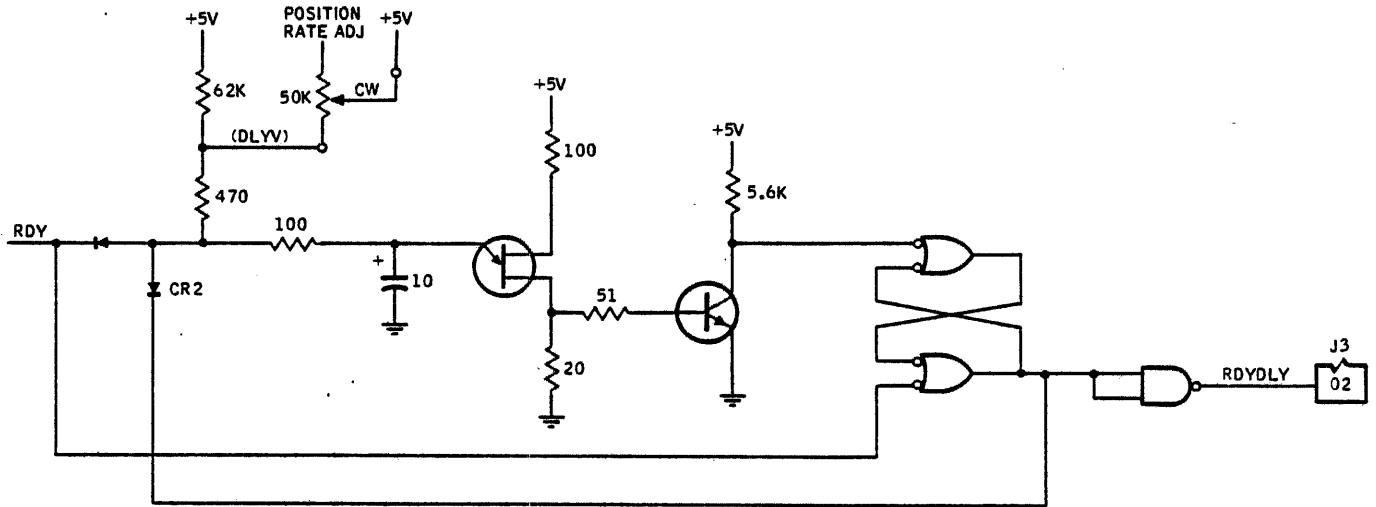 +5V
POSITION
RATE ADJ
+5V
62K
50K
CW
(DLYV)
+5V
100
+5V
5.6K
470
RDY
100
+
10
CR2
51
20
RDYDLY
J3
02